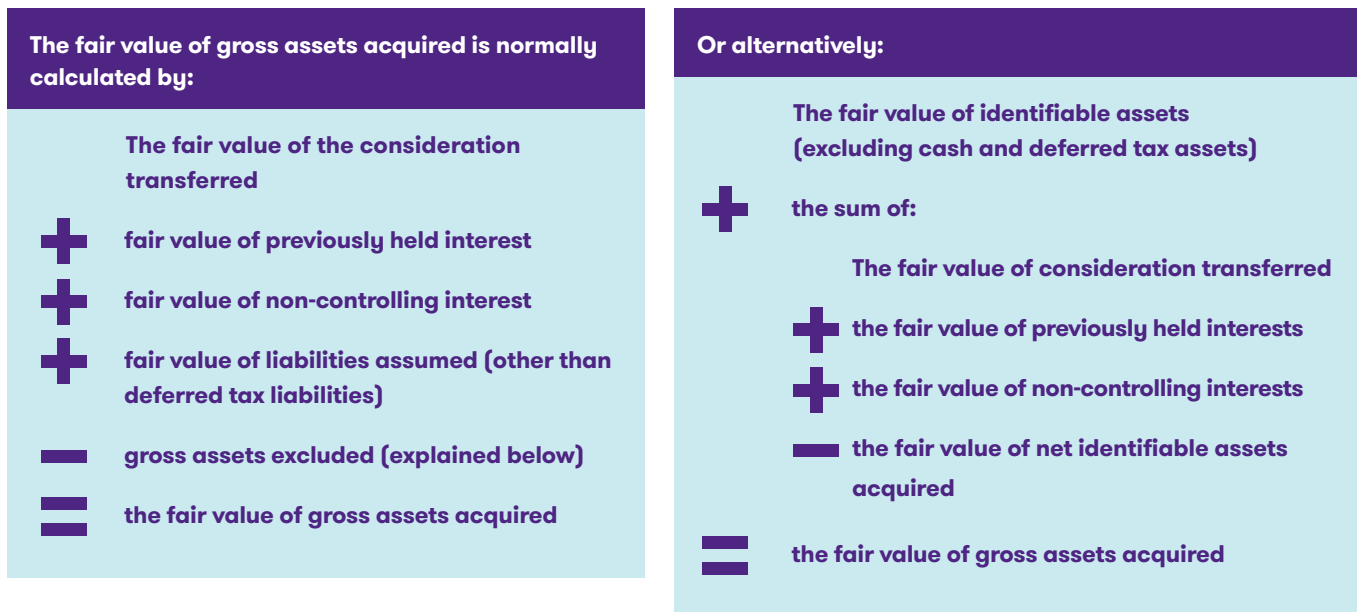 The fair value of gross assets acquired is normally
calculated by:
The fair value of the consideration
transferred
+ fair value of previously held interest
+ fair value of non-controlling interest
+ fair value of liabilities assumed (other than
deferred tax liabilities)
− gross assets excluded (explained below)
= the fair value of gross assets acquired
Or alternatively:
The fair value of identifiable assets
(excluding cash and deferred tax assets)
+ the sum of:
The fair value of consideration transferred
+ the fair value of previously held interests
+ the fair value of non-controlling interests
− the fair value of net identifiable assets
acquired
= the fair value of gross assets acquired